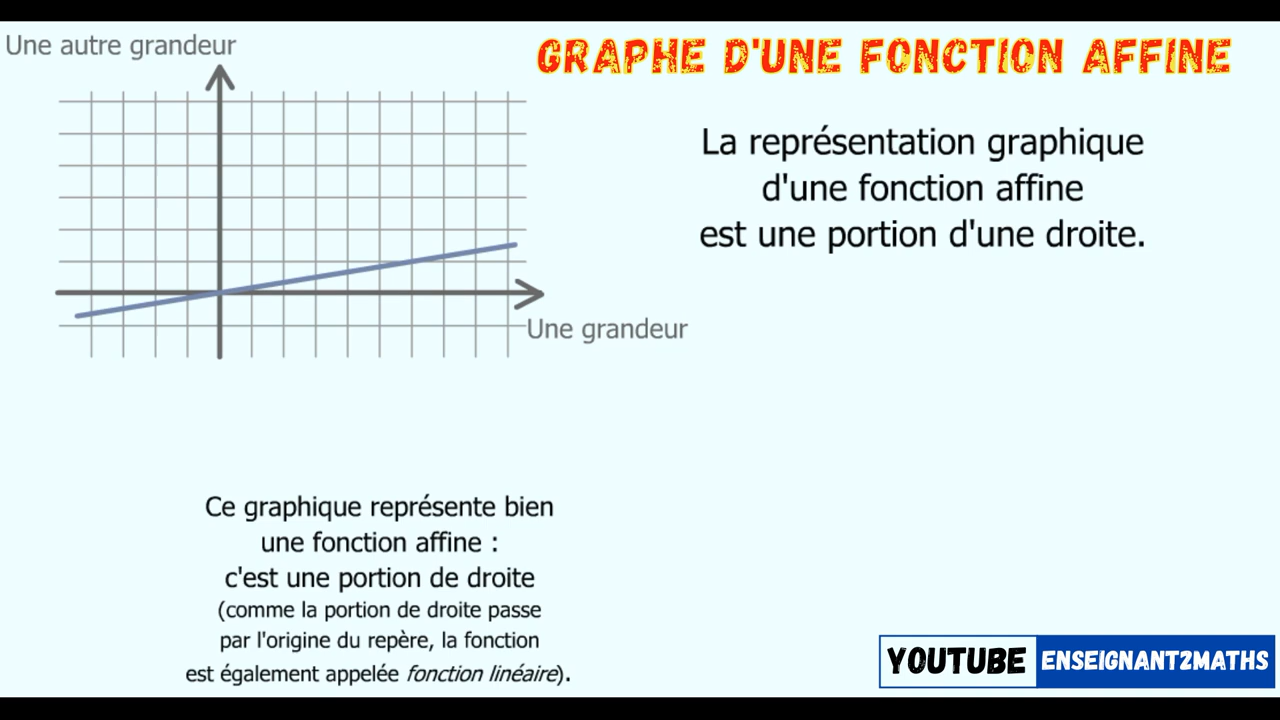 Une autre grandeur
GRAPHE D'UNE FONCTION AFFINE
La représentation graphique
d'une fonction affine
est une portion d'une droite.
Une grandeur
Ce graphique représente bien
une fonction affine :
c'est une portion de droite
(comme la portion de droite passe
par l'origine du repère, la fonction
est également appelée fonction linéaire).
YOUTUBE ENSEIGNANT2MATHS